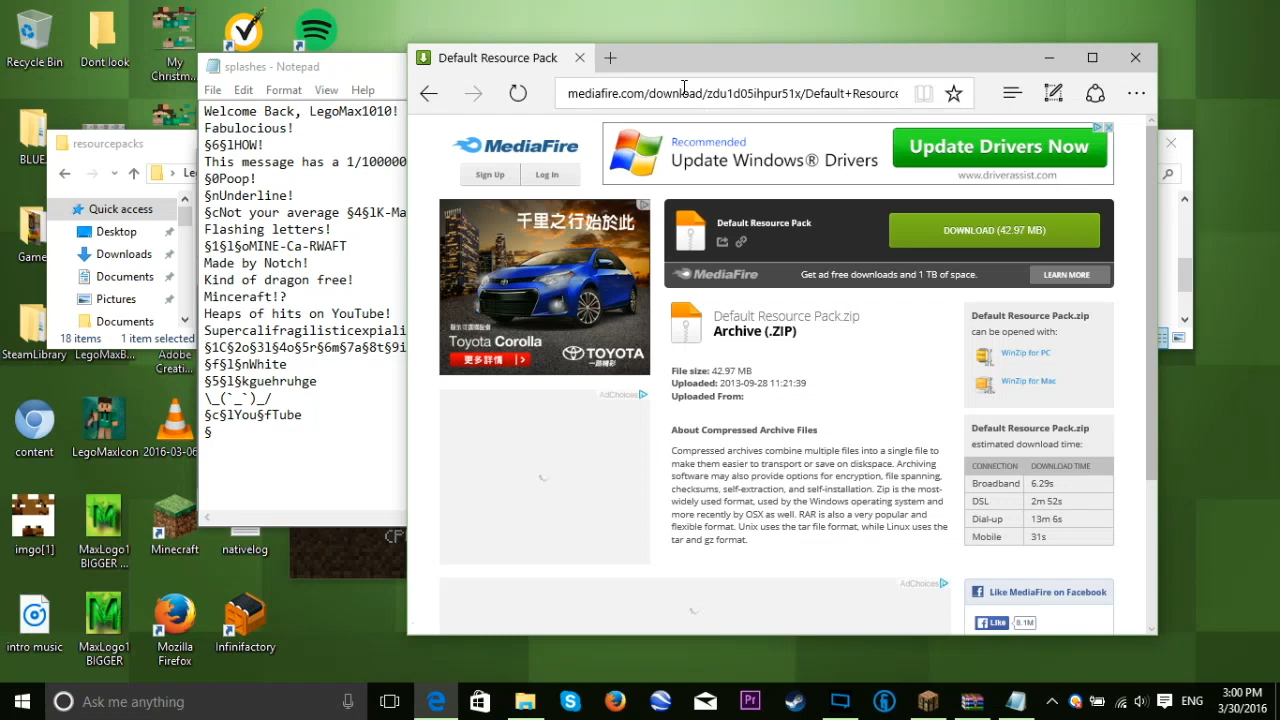 Recycle Bin
Dont look
My
Christm...
BLUE
Game
SteamLibrary
LegoMaxB...
Adobe
Creati...
content
LegoMaxIcon
2016-03-06
imgo[1]
MaxLogo1
BIGGER ...
Minecraft
nativelog
intro music
MaxLogo1
BIGGER
Mozilla
Firefox
Infinifactory
resourcepacks
Quick access
Desktop
Downloads
Documents
Pictures
Documents
18 items
1 item selected
splashes - Notepad
File Edit Format View Help
Welcome Back, LegoMax1010!
Fabulocious!
§6§lHOW!
This message has a 1/100000
§0Poop!
§nUnderline!
§cNot your average §4§lK-Ma
Flashing letters!
§1§l§oMINE-Ca-RWAFT
Made by Notch!
Kind of dragon free!
Mincerraft!?
Heaps of hits on YouTube!
Supercalifragilisticexpiali
§1C§2o§3l§4o§5r§6m§7a§8t§9i
§f§l§nWhite
§5§l§kguehruhge
\_(`_`)_/
§c§lYou§fTube
§
Default Resource Pack
mediafire.com/download/zdu1d05ihpur51x/Default+Resource
MediaFire
Sign Up
Log In
Recommended
Update Windows® Drivers
Update Drivers Now
www.driverassist.com
千里之行始於此
Toyota Corolla
更多詳情
TOYOTA
Default Resource Pack
DOWNLOAD (42.97 MB)
MediaFire
Get ad free downloads and 1 TB of space.
LEARN MORE
Default Resource Pack.zip
Archive (.ZIP)
File size: 42.97 MB
Uploaded: 2013-09-28 11:21:39
Uploaded From:
About Compressed Archive Files
Compressed archives combine multiple files into a single file to
make them easier to transport or save on diskspace. Archiving
software may also provide options for encryption, file spanning,
checksums, self-extraction, and self-installation. Zip is the most-
widely used format, used by the Windows operating system and
more recently by OSX as well. RAR is also a very popular and
flexible format. Unix uses the tar file format, while Linux uses the
tar and gz format.
Default Resource Pack.zip
can be opened with:
WinZip for PC
WinZip for Mac
Default Resource Pack.zip
estimated download time:
CONNECTION DOWNLOAD TIME
Broadband 6.29s
DSL 2m 52s
Dial-up 13m 6s
Mobile 31s
AdChoices
AdChoices
Like MediaFire on Facebook
Like
8.1M
Ask me anything
ENG
3:00 PM
3/30/2016